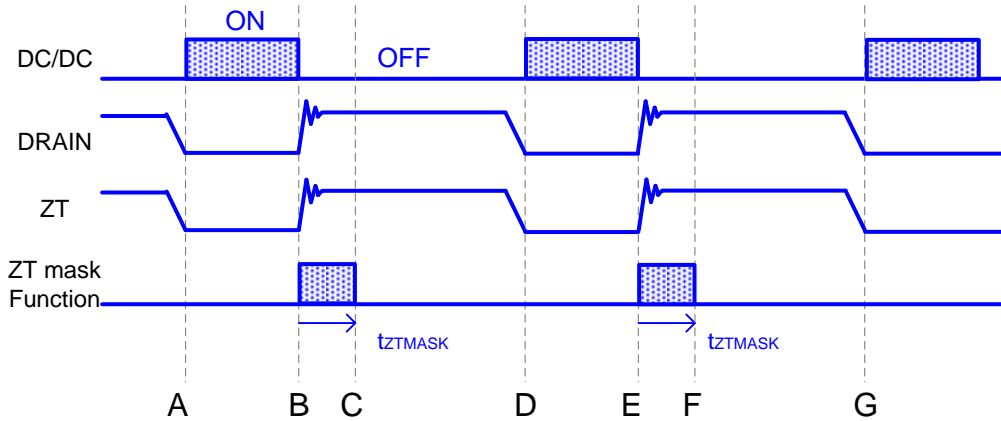 ON
DC/DC
OFF
DRAIN
ZT
ZT mask
Function
tZTMASK tZTMASK
A B C D E F G